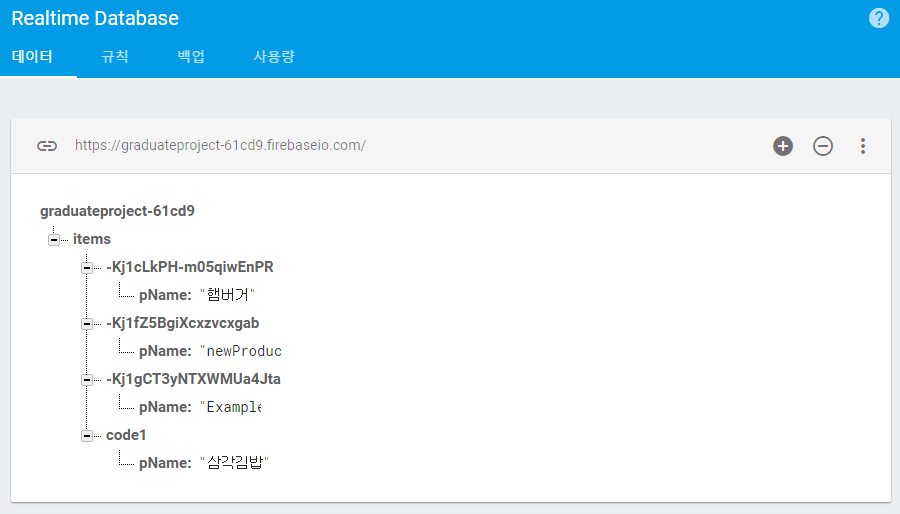 Realtime Database
데이터 규칙 백업 사용량
https://graduateproject-61cd9.firebaseio.com/
graduateproject-61cd9
items
-Kj1cLkPH-m05qiwEnPR
pName: "햄버거"
-Kj1fZ5BgiXcxzvcxgab
pName: "newProduc
-Kj1gCT3yNTXWMUa4Jta
pName: "Example
code1
pName: "삼각김밥"